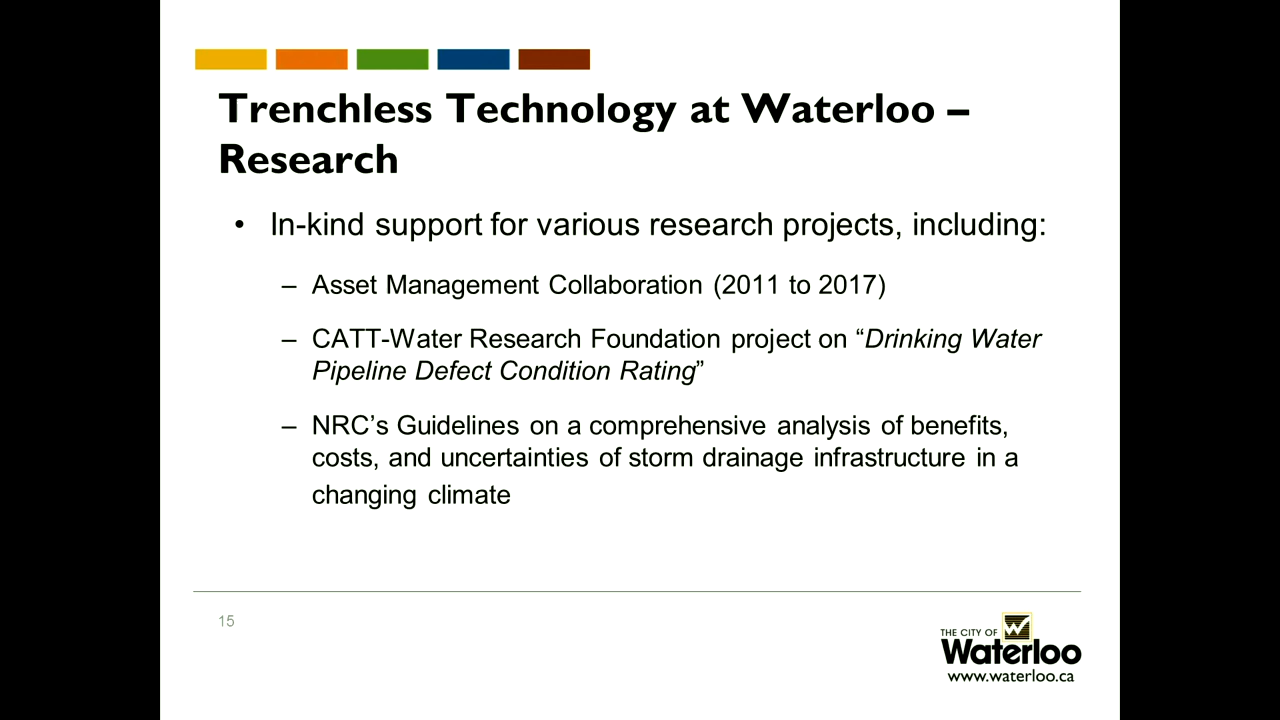 Trenchless Technology at Waterloo –
Research
• In-kind support for various research projects, including:
– Asset Management Collaboration (2011 to 2017)
– CATT-Water Research Foundation project on “Drinking Water
Pipeline Defect Condition Rating”
– NRC’s Guidelines on a comprehensive analysis of benefits,
costs, and uncertainties of storm drainage infrastructure in a
changing climate
15
THE CITY OF
Waterloo
www.waterloo.ca